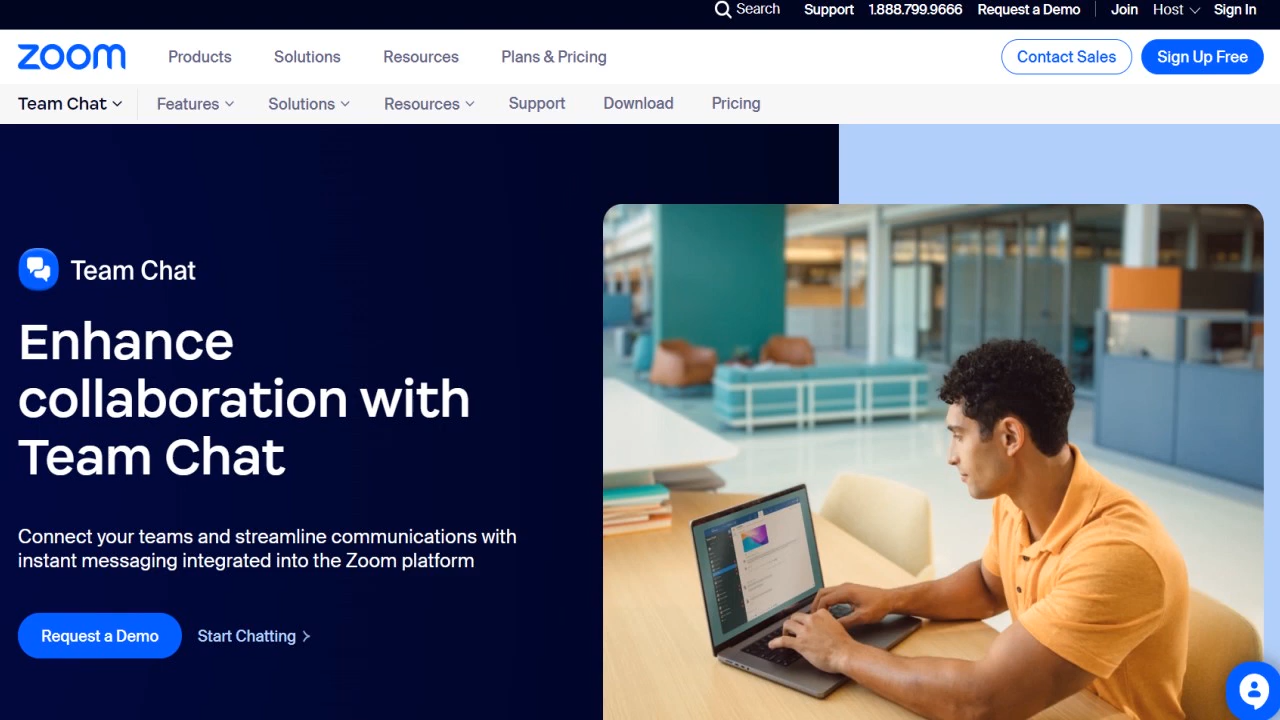 Search Support 1.888.799.9666 Request a Demo Join Host Sign In
zoom Products Solutions Resources Plans & Pricing Contact Sales Sign Up Free
Team Chat Features Solutions Resources Support Download Pricing
Team Chat
Enhance
collaboration with
Team Chat
Connect your teams and streamline communications with
instant messaging integrated into the Zoom platform
Request a Demo Start Chatting